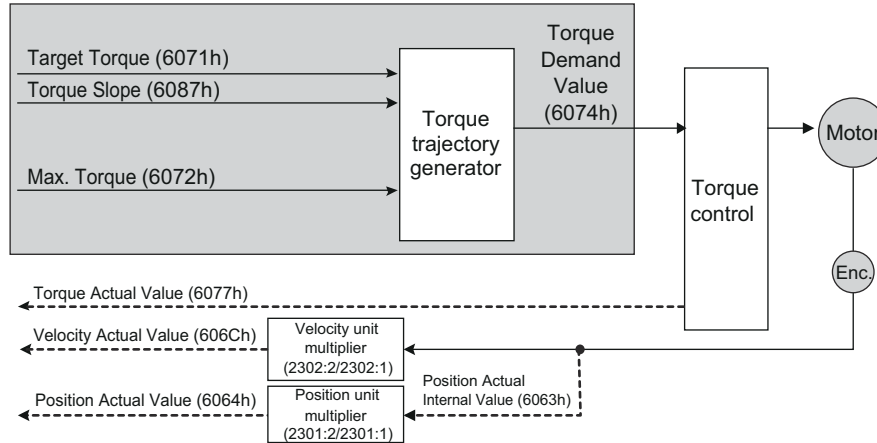 Target Torque (6071h)
Torque Slope (6087h)
Max. Torque (6072h)
Torque
trajectory
generator
Torque
Demand
Value
(6074h)
Torque
control
Motor
Enc.
Torque Actual Value (6077h)
Velocity Actual Value (606Ch)
Velocity unit
multiplier
(2302:2/2302:1)
Position Actual Value (6064h)
Position unit
multiplier
(2301:2/2301:1)
Position Actual
Internal Value (6063h)